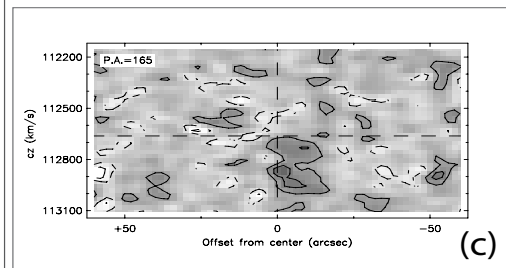 P.A.=165
112200
112500
112800
113100
cz (km/s)
+50
0
-50
Offset from center (arcsec)
(c)